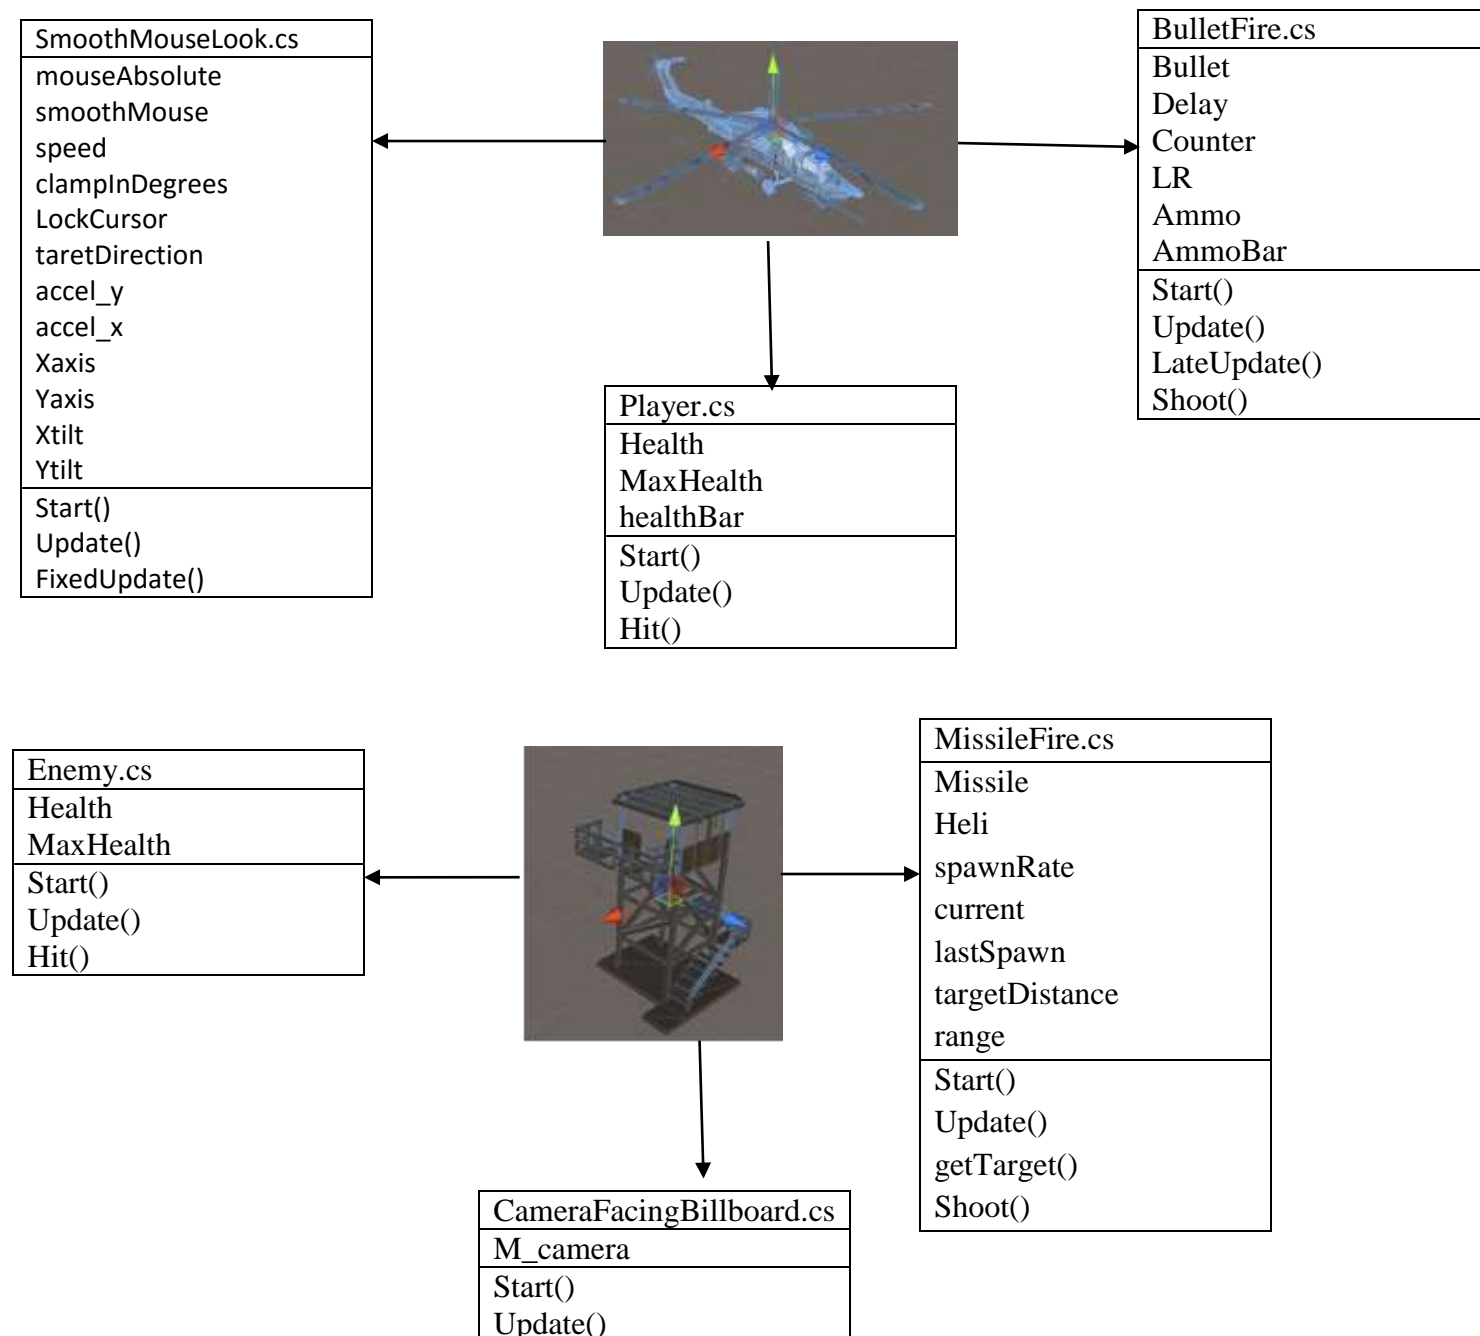 SmoothMouseLook.cs
mouseAbsolute
smoothMouse
speed
clampInDegrees
LockCursor
taretDirection
accel_y
accel_x
Xaxis
Yaxis
Xtilt
Ytilt
Start()
Update()
FixedUpdate()
BulletFire.cs
Bullet
Delay
Counter
LR
Ammo
AmmoBar
Start()
Update()
LateUpdate()
Shoot()
Player.cs
Health
MaxHealth
healthBar
Start()
Update()
Hit()
Enemy.cs
Health
MaxHealth
Start()
Update()
Hit()
MissileFire.cs
Missile
Heli
spawnRate
current
lastSpawn
targetDistance
range
Start()
Update()
getTarget()
Shoot()
CameraFacingBillboard.cs
M_camera
Start()
Update()